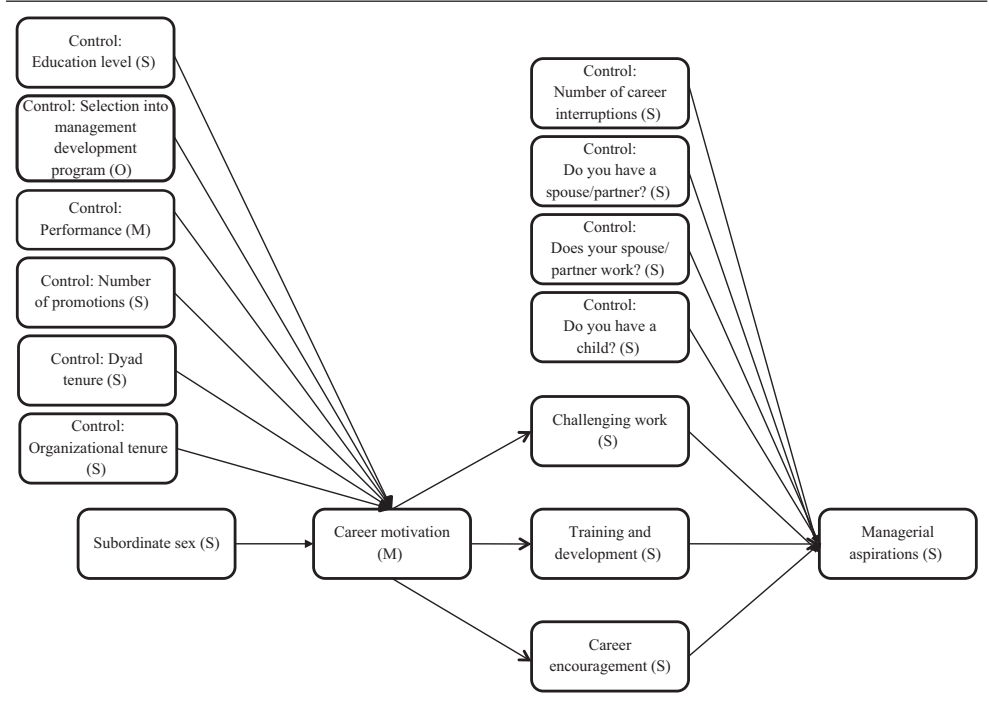 Control:
Education level (S)
Control: Selection into
management
development
program (O)
Control:
Performance (M)
Control: Number
of promotions (S)
Control: Dyad
tenure (S)
Control:
Organizational tenure
(S)
Subordinate sex (S)
Career motivation
(M)
Control:
Number of career
interruptions (S)
Control:
Do you have a
spouse/partner? (S)
Control:
Does your spouse/
partner work? (S)
Control:
Do you have a
child? (S)
Challenging work
(S)
Training and
development (S)
Career
encouragement (S)
Managerial
aspirations (S)